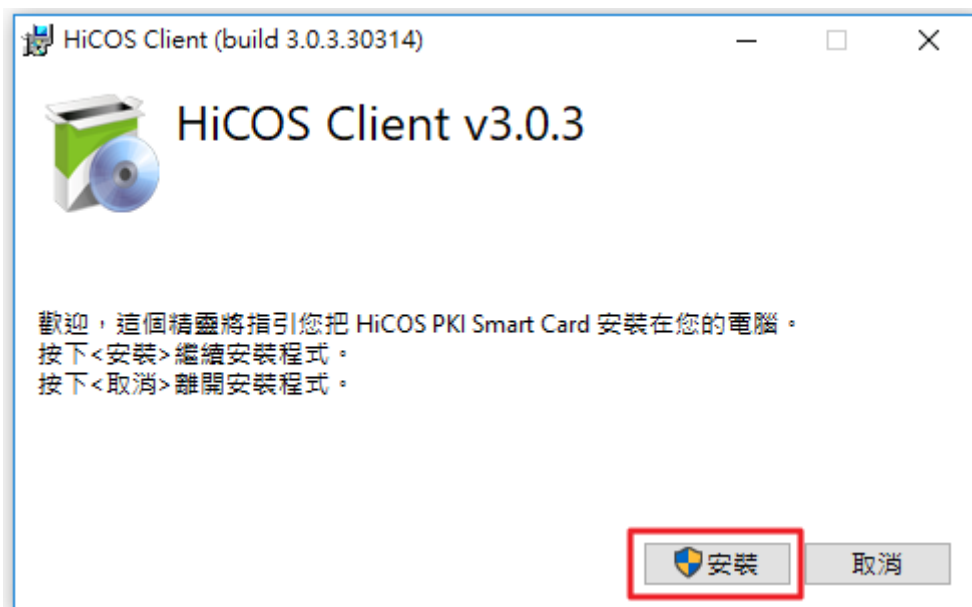 HiCOS Client (build 3.0.3.30314)
HiCOS Client v3.0.3
歡迎，這個精靈將指引您把 HiCOS PKI Smart Card 安裝在您的電腦。
按下<安裝>繼續安裝程式。
按下<取消>離開安裝程式。
安裝 取消